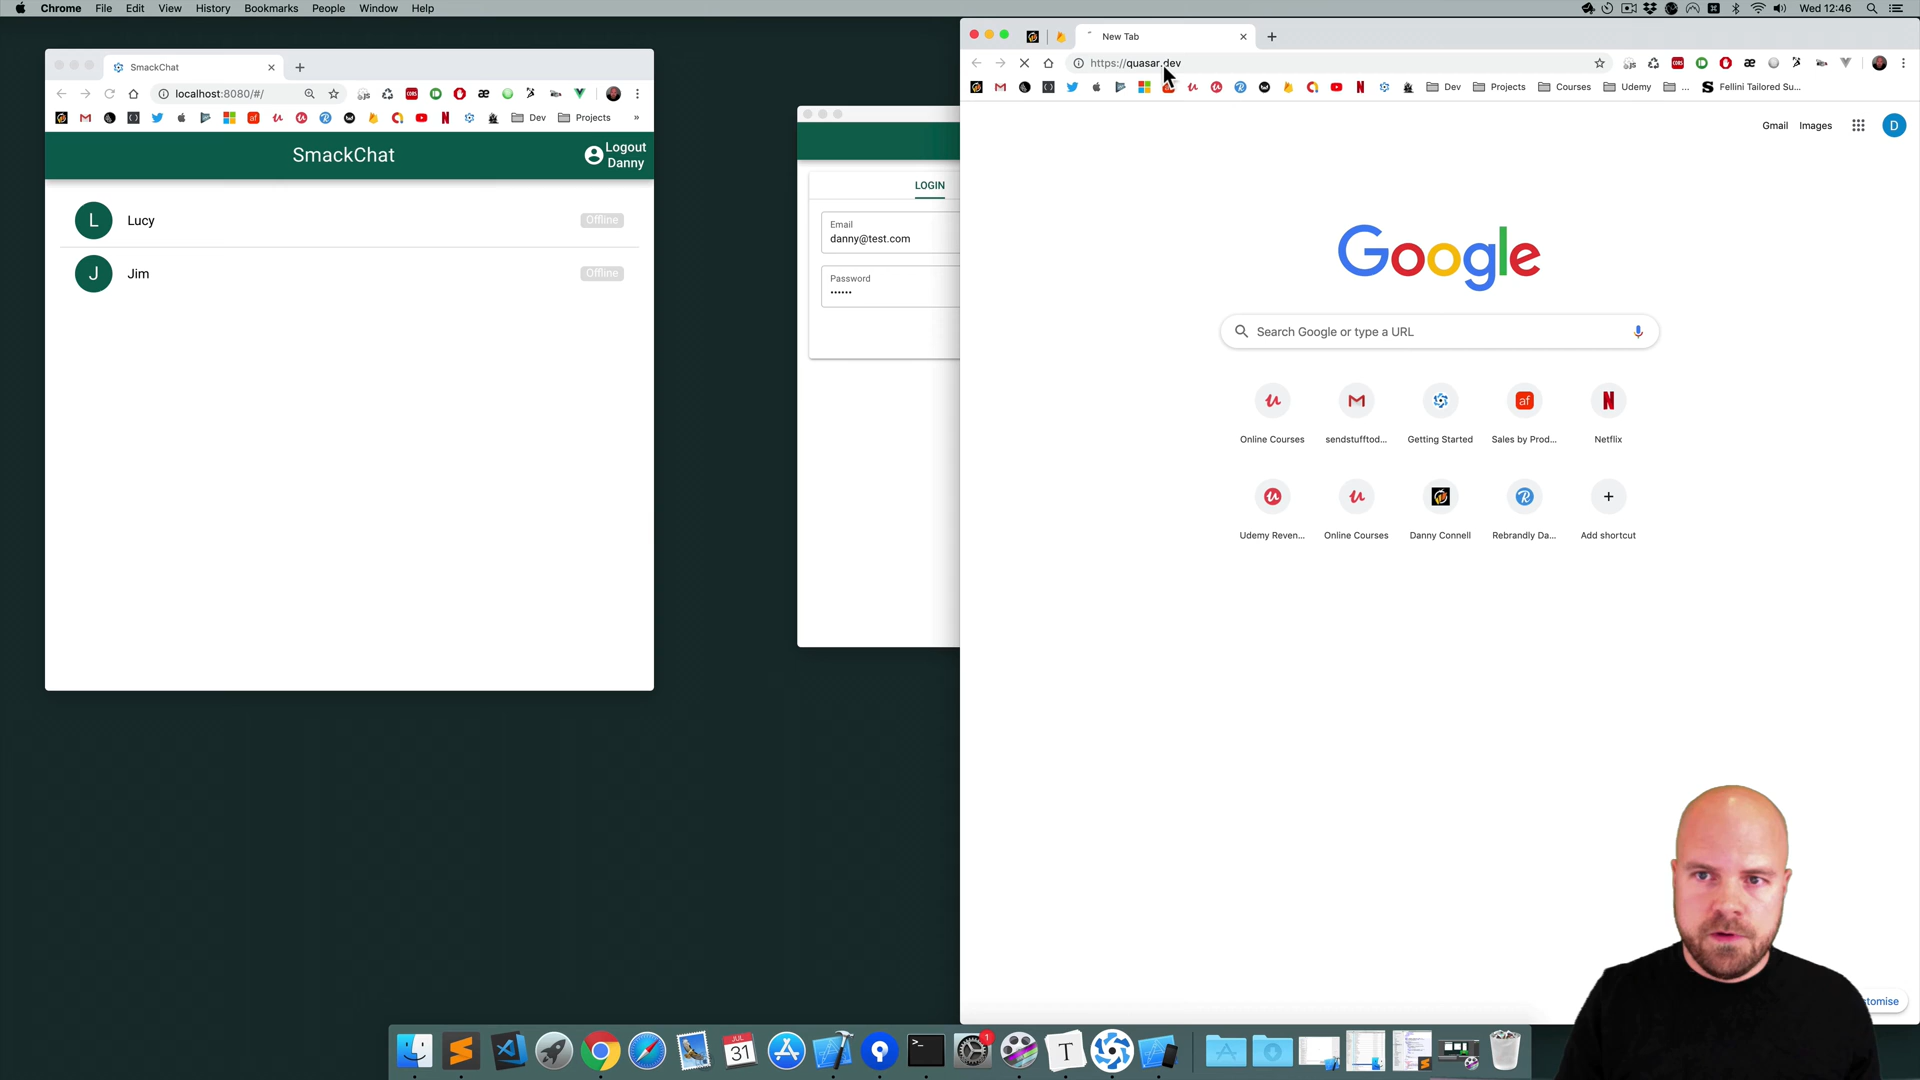 Chrome File Edit View History Bookmarks People Window Help
Wed 12:46
SmackChat
localhost:8080/#/
Dev Projects »
SmackChat
Logout
Danny
L Lucy Offline
J Jim Offline
LOGIN
Email
danny@test.com
Password
New Tab
https://quasar.dev
Dev Projects Courses Udemy ... Fellini Tailored Su...
Gmail Images D
Google
Search Google or type a URL
Online Courses sendstufftod... Getting Started Sales by Prod... Netflix
Udemy Reven... Online Courses Danny Connell Rebrandly Da... Add shortcut
tomise
JUL
31
1